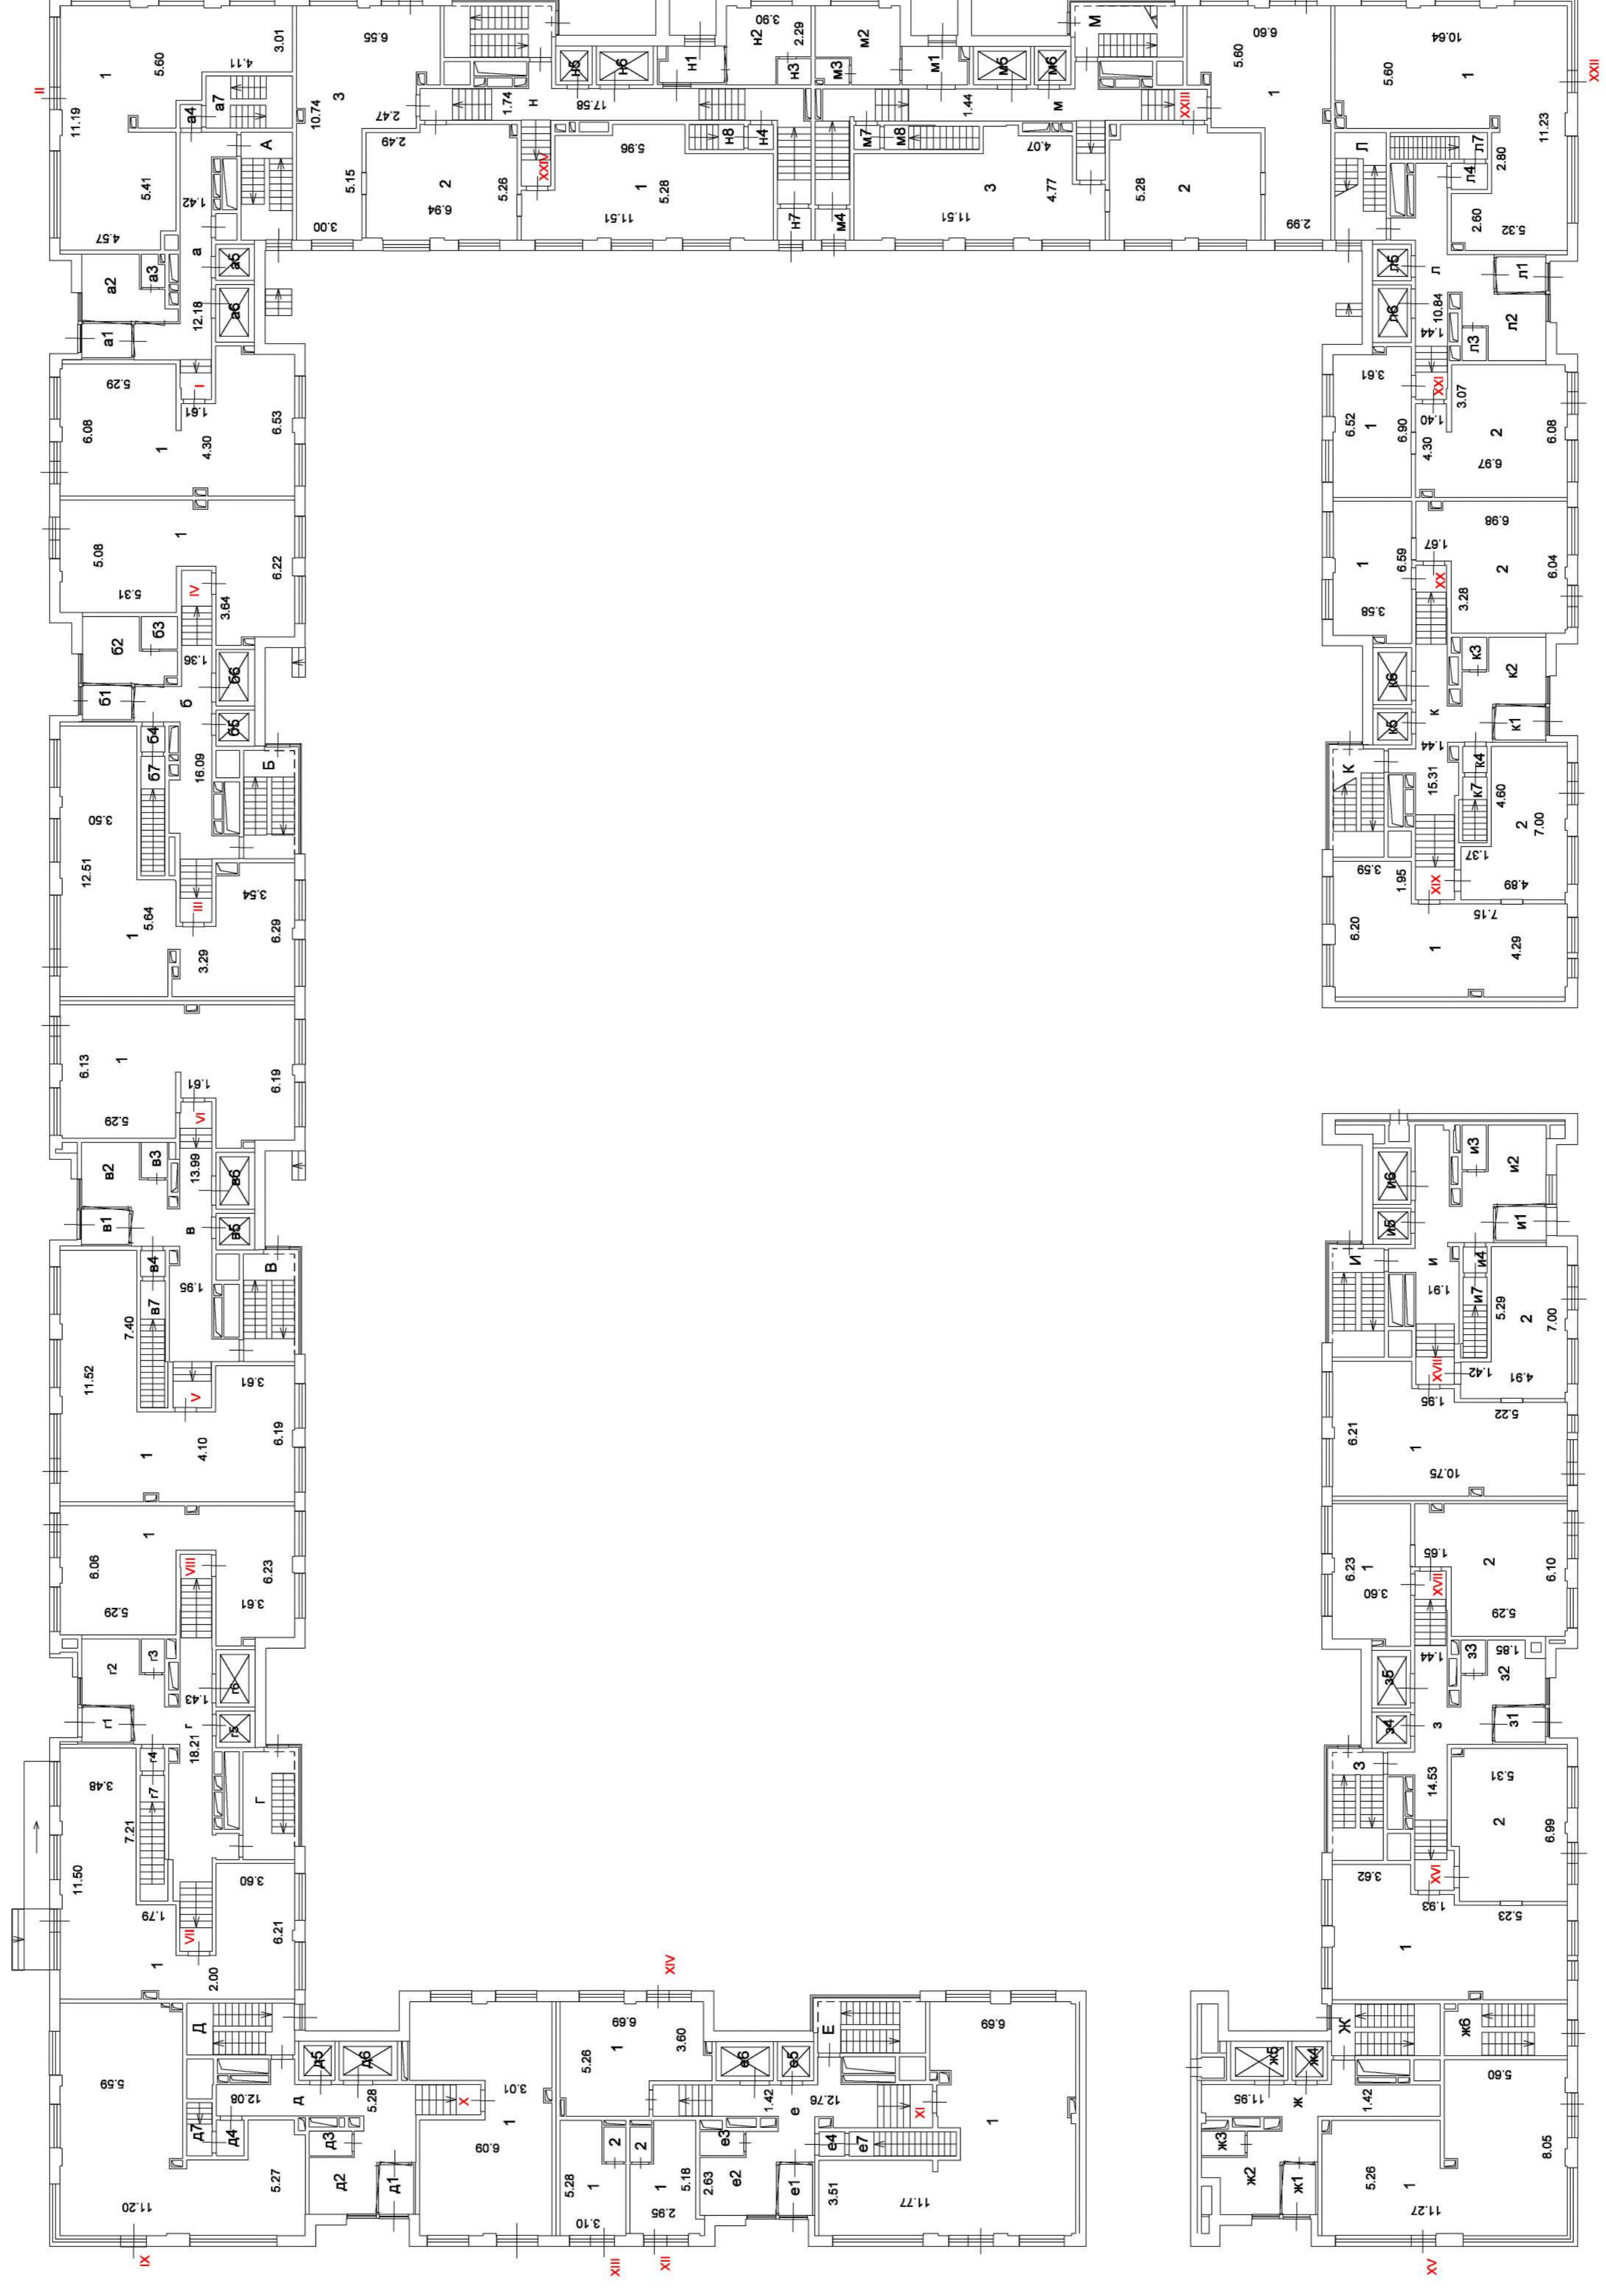 II
11.19
1
5.60
3.01
4.11
а7
а4
5.41
А
1.42
4.57
а
а2
а3
а5
а1
12.18
а6
6.55
10.74
3
2.47
2.49
5.15
2
5.26
6.94
3.00
XXIV
1.74
н
17.58
н5
н6
н1
н2
3.90
2.29
н3
5.96
1
5.28
11.51
н8
н4
н7
м2
м3
м1
м5
м6
М
1.44
м
XXIII
м7
м8
4.07
3
4.77
11.51
м4
5.28
2
2.99
6.60
5.60
1
10.64
5.60
1
XXII
11.23
Л
л4
л7
2.80
2.60
5.32
л5
л
л1
л6
10.84
1.44
л2
л3
5.29
6.08
1
I
1.61
4.30
6.53
3.61
6.52
1
6.90
XXI
1.40
4.30
3.07
2
6.97
6.08
5.08
1
5.31
IV
3.64
6.22
1
6.59
3.58
1.67
XX
3.28
6.98
2
6.04
б2
б3
1.36
б6
б1
б
б5
б4
б7
16.09
Б
к6
к3
к2
к5
к
к1
1.44
К
15.31
к4
к7
4.60
2
7.00
1.37
4.89
3.50
12.51
5.64
1
III
3.54
3.29
6.29
3.59
1.95
XIX
6.20
7.15
1
4.29
6.13
1
1.61
5.29
VI
6.19
в2
в3
13.99
в6
в1
в
в5
в4
в7
1.95
В
и6
и3
и2
и5
и1
И
и
и4
1.91
и7
5.29
2
7.00
XVII
1.42
4.91
7.40
11.52
V
3.61
1
4.10
6.19
1.95
6.21
5.22
1
10.75
6.06
1
5.29
VIII
6.23
3.61
6.23
1
3.60
1.65
XVII
2
5.29
6.10
г2
г3
г6
1.43
г1
г
г5
г4
18.21
г7
Г
1.44
з3
1.85
з2
з5
з4
з
з1
З
14.53
5.31
2
6.99
3.48
7.21
11.50
1.79
3.60
VII
6.21
1
2.00
3.62
XVI
1.93
5.23
1
XIV
5.59
Д
д5
д6
12.08
д
5.28
д7
д4
д3
X
3.01
1
6.09
5.27
д2
д1
11.20
IX
6.69
5.26
1
3.60
5.28
2
1
3.10
XIII
2
5.18
1
2.95
XII
Е
е6
е5
1.42
е
12.76
XI
е3
е4
е7
2.63
е2
е1
3.51
11.77
6.69
1
Ж
ж6
ж5
ж4
11.95
ж
1.42
5.60
ж3
ж2
ж1
5.26
1
11.27
8.05
XV